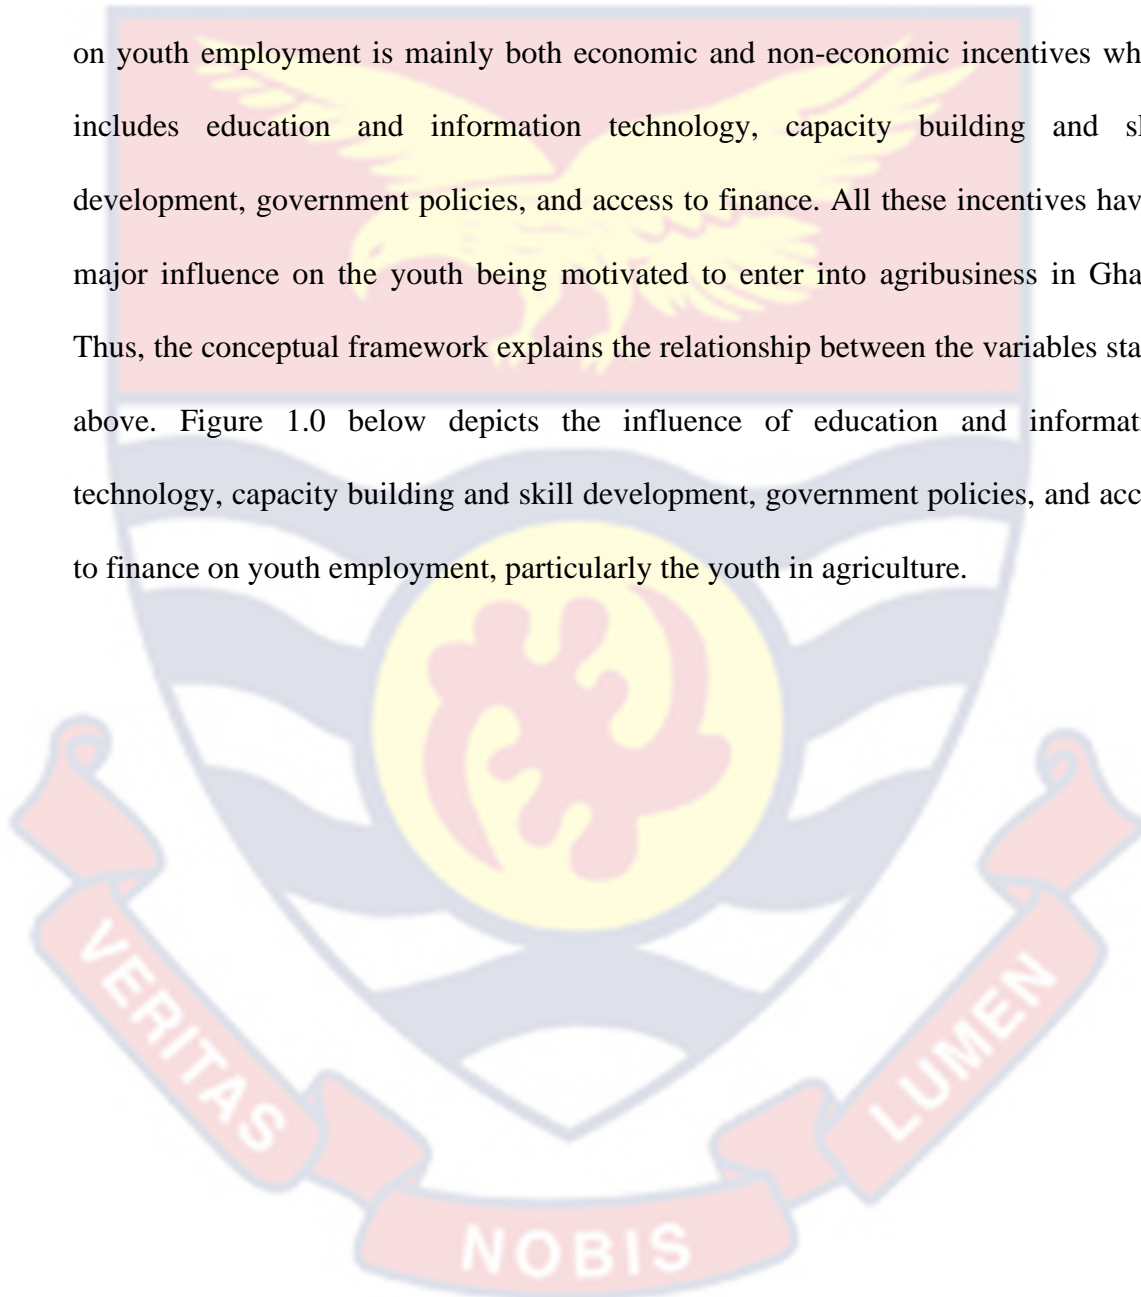 on youth employment is mainly both economic and non-economic incentives wh
includes education and information technology, capacity building and s
development, government policies, and access to finance. All these incentives hav
major influence on the youth being motivated to enter into agribusiness in Gha
Thus, the conceptual framework explains the relationship between the variables sta
above. Figure 1.0 below depicts the influence of education and informat
technology, capacity building and skill development, government policies, and acc
to finance on youth employment, particularly the youth in agriculture.
VERITAS
NOBIS
LUMEN